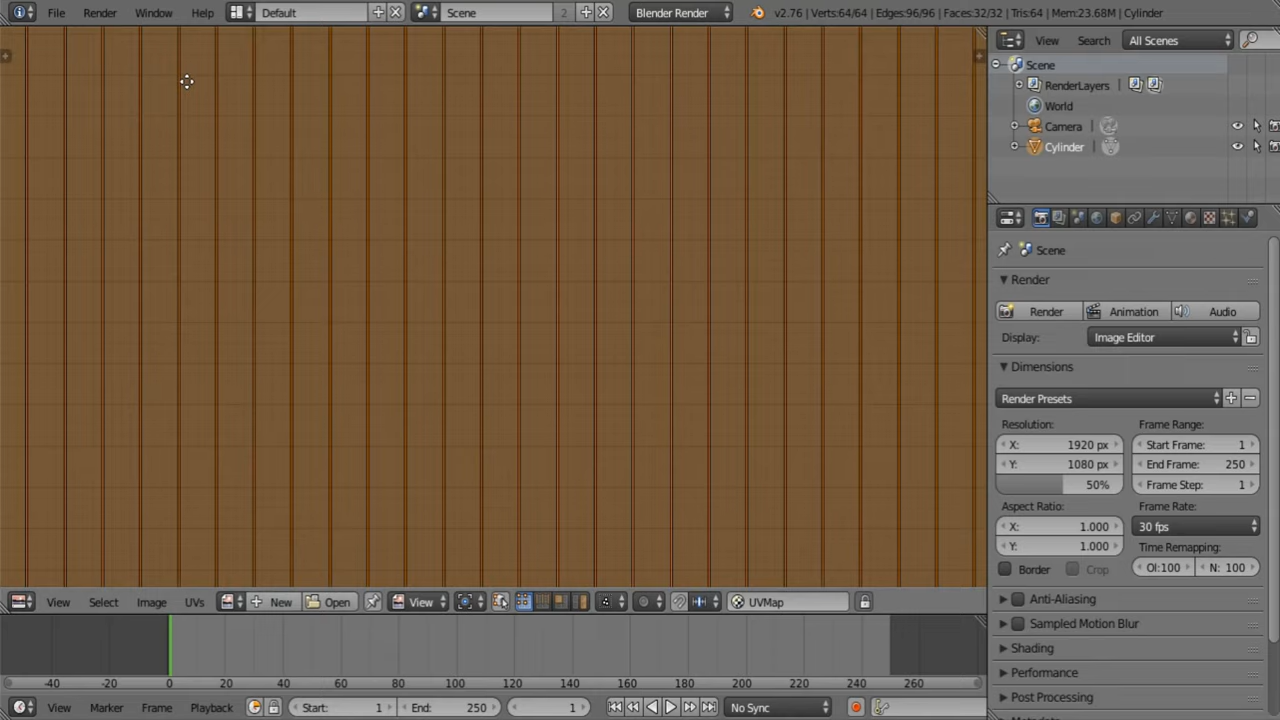 File Render Window Help Default Scene 2 Blender Render v2.76 | Verts:64/64 | Edges:96/96 | Faces:32/32 | Tris:64 | Mem:23.68M | Cylinder
View Search All Scenes
Scene
RenderLayers |
World
Camera |
Cylinder |
Scene
Render
Render Animation Audio
Display: Image Editor
Dimensions
Render Presets
Resolution: Frame Range:
X: 1920 px Start Frame: 1
Y: 1080 px End Frame: 250
50% Frame Step: 1
Aspect Ratio: Frame Rate:
X: 1.000 30 fps
Y: 1.000 Time Remapping:
Border Crop Ol:100 N: 100
Anti-Aliasing
Sampled Motion Blur
Shading
Performance
Post Processing
View Select Image UVs New Open View UVMap
-40 -20 0 20 40 60 80 100 120 140 160 180 200 220 240 260
View Marker Frame Playback Start: 1 End: 250 1 No Sync